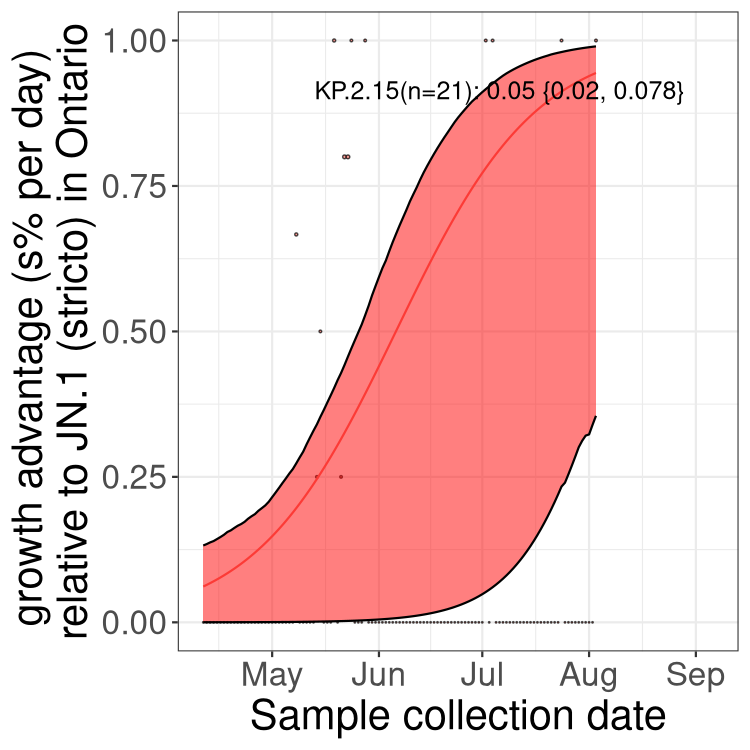 growth advantage (s% per day)
relative to JN.1 (stricto) in Ontario
1.00
0.75
0.50
0.25
0.00
KP.2.15(n=21): 0.05 {0.02, 0.078}
May Jun Jul Aug Sep
Sample collection date